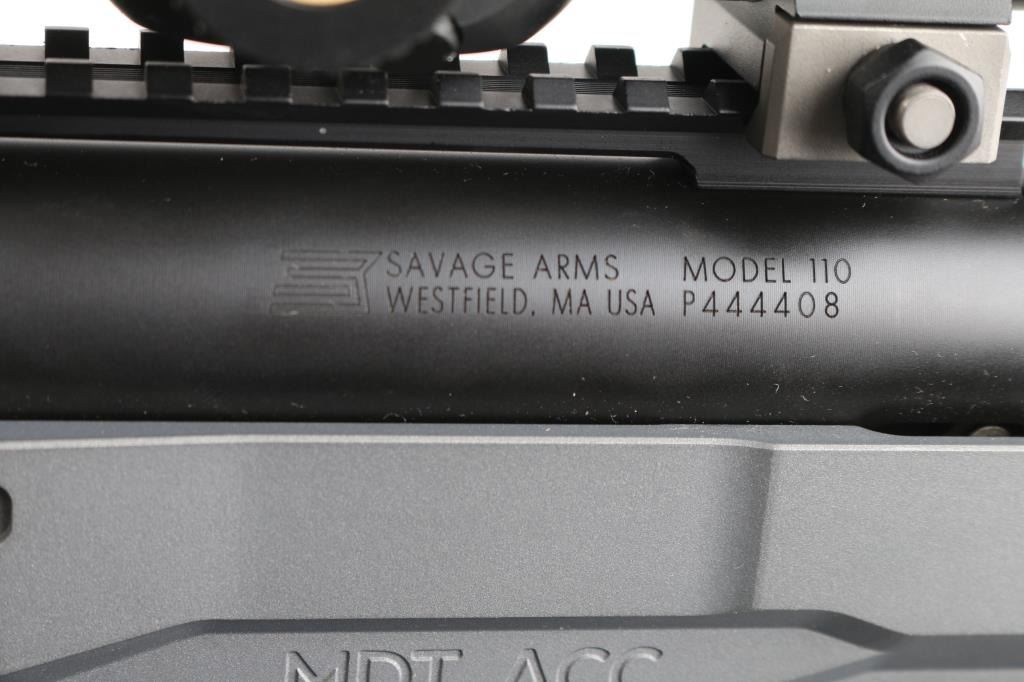 SAVAGE ARMS MODEL 110
WESTFIELD, MA USA P444408
MDT ACC